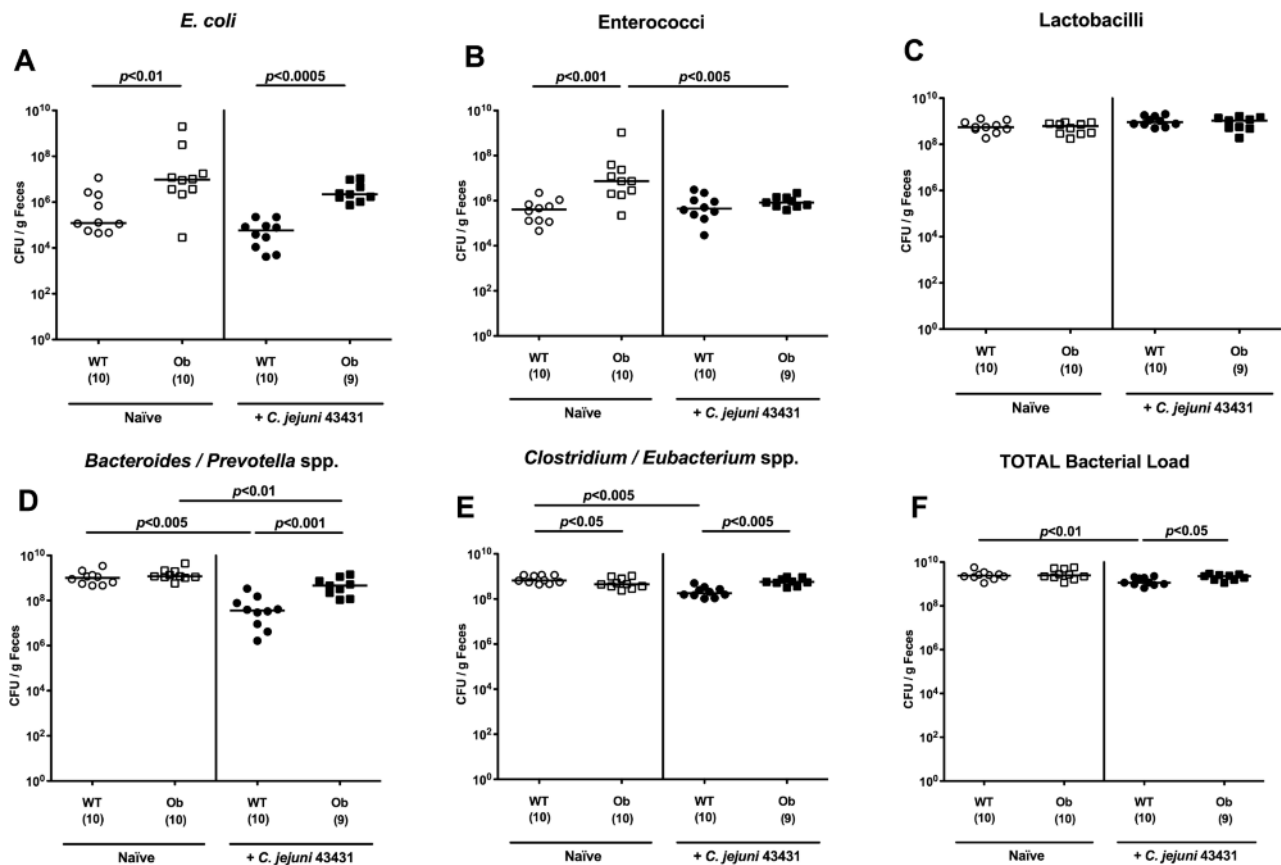 E. coli
Enterococci
Lactobacilli
A
p<0.01
p<0.0005
CFU / g Feces
10^10
10^8
10^6
10^4
10^2
10^0
WT
(10)
Ob
(10)
WT
(10)
Ob
(9)
Naïve
+ C. jejuni 43431
B
p<0.001
p<0.005
CFU / g Feces
10^10
10^8
10^6
10^4
10^2
10^0
WT
(10)
Ob
(10)
WT
(10)
Ob
(9)
Naïve
+ C. jejuni 43431
C
CFU / g Feces
10^10
10^8
10^6
10^4
10^2
10^0
WT
(10)
Ob
(10)
WT
(10)
Ob
(9)
Naïve
+ C. jejuni 43431
Bacteroides / Prevotella spp.
Clostridium / Eubacterium spp.
TOTAL Bacterial Load
D
p<0.01
p<0.005
p<0.001
CFU / g Feces
10^10
10^8
10^6
10^4
10^2
10^0
WT
(10)
Ob
(10)
WT
(10)
Ob
(9)
Naïve
+ C. jejuni 43431
E
p<0.005
p<0.05
p<0.005
CFU / g Feces
10^10
10^8
10^6
10^4
10^2
10^0
WT
(10)
Ob
(10)
WT
(10)
Ob
(9)
Naïve
+ C. jejuni 43431
F
p<0.01
p<0.05
CFU / g Feces
10^10
10^8
10^6
10^4
10^2
10^0
WT
(10)
Ob
(10)
WT
(10)
Ob
(9)
Naïve
+ C. jejuni 43431